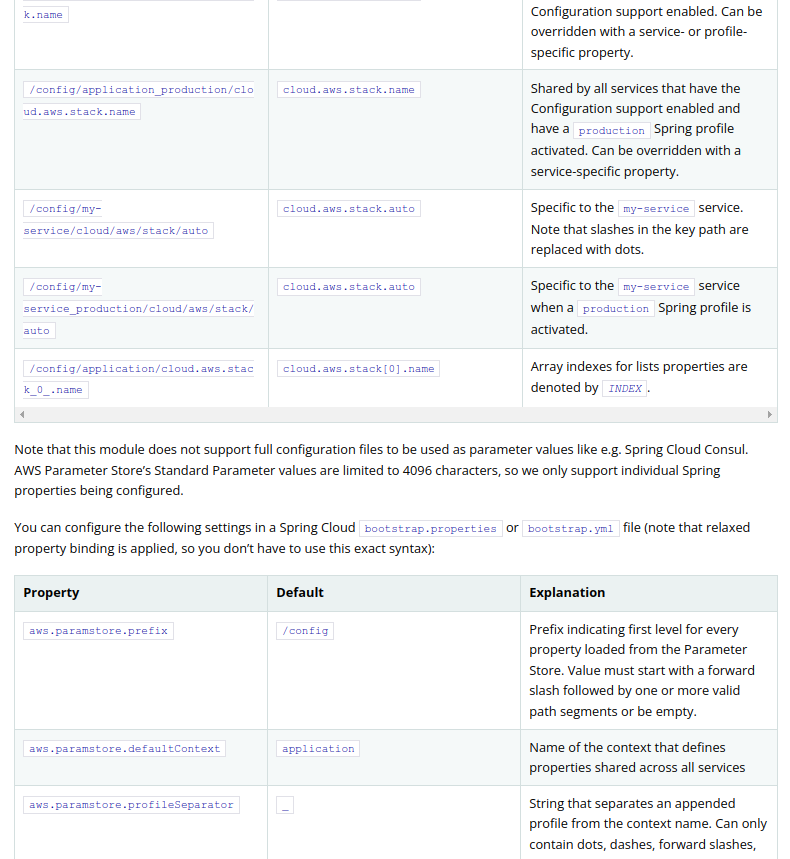 k.name
Configuration support enabled. Can be
overridden with a service- or profile-
specific property.
/config/application_production/clo
ud.aws.stack.name
cloud.aws.stack.name
Shared by all services that have the
Configuration support enabled and
have a production Spring profile
activated. Can be overridden with a
service-specific property.
/config/my-
service/cloud/aws/stack/auto
cloud.aws.stack.auto
Specific to the my-service service.
Note that slashes in the key path are
replaced with dots.
/config/my-
service_production/cloud/aws/stack/
auto
cloud.aws.stack.auto
Specific to the my-service service
when a production Spring profile is
activated.
/config/application/cloud.aws.stac
k_0_.name
cloud.aws.stack[0].name
Array indexes for lists properties are
denoted by INDEX.
Note that this module does not support full configuration files to be used as parameter values like e.g. Spring Cloud Consul.
AWS Parameter Store’s Standard Parameter values are limited to 4096 characters, so we only support individual Spring
properties being configured.
You can configure the following settings in a Spring Cloud bootstrap.properties or bootstrap.yml file (note that relaxed
property binding is applied, so you don’t have to use this exact syntax):
Property
Default
Explanation
aws.paramstore.prefix
/config
Prefix indicating first level for every
property loaded from the Parameter
Store. Value must start with a forward
slash followed by one or more valid
path segments or be empty.
aws.paramstore.defaultContext
application
Name of the context that defines
properties shared across all services
aws.paramstore.profileSeparator
_
String that separates an appended
profile from the context name. Can only
contain dots, dashes, forward slashes,